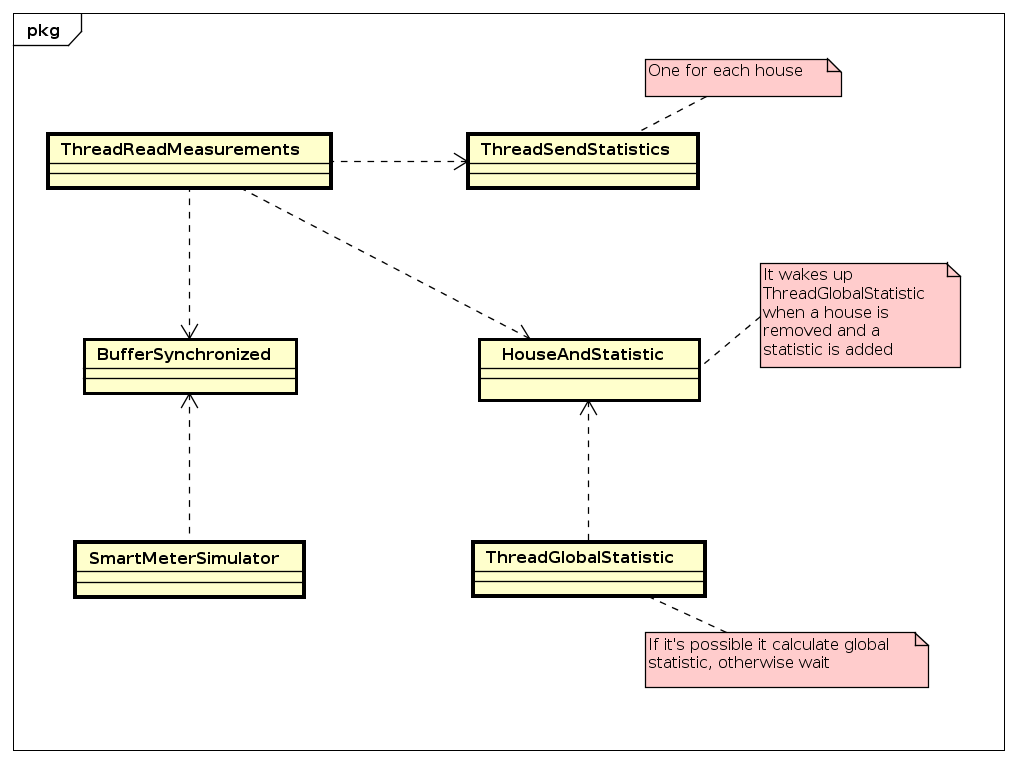 pkg
One for each house
ThreadReadMeasurements
ThreadSendStatistics
It wakes up
ThreadGlobalStatistic
when a house is
removed and a
statistic is added
BufferSynchronized
HouseAndStatistic
SmartMeterSimulator
ThreadGlobalStatistic
If it's possible it calculate global
statistic, otherwise wait